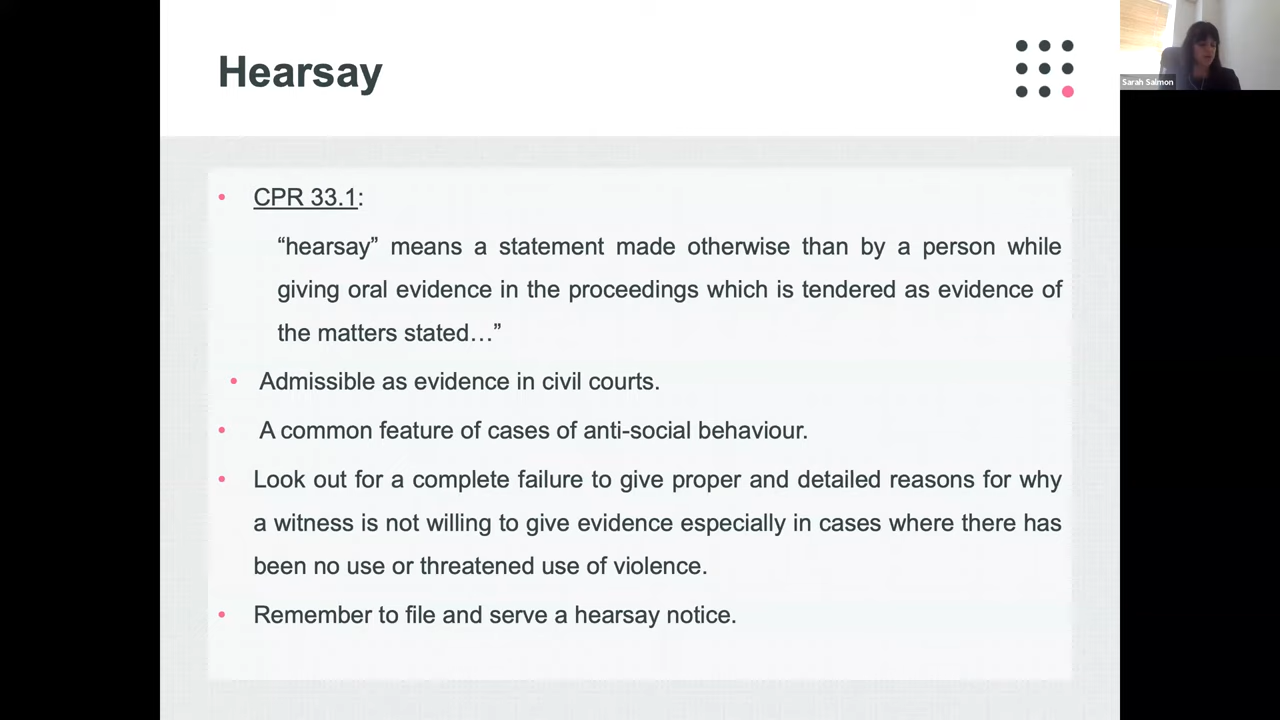 Hearsay
Sarah Salmon
• CPR 33.1:
“hearsay” means a statement made otherwise than by a person while
giving oral evidence in the proceedings which is tendered as evidence of
the matters stated…”
• Admissible as evidence in civil courts.
• A common feature of cases of anti-social behaviour.
• Look out for a complete failure to give proper and detailed reasons for why
a witness is not willing to give evidence especially in cases where there has
been no use or threatened use of violence.
• Remember to file and serve a hearsay notice.